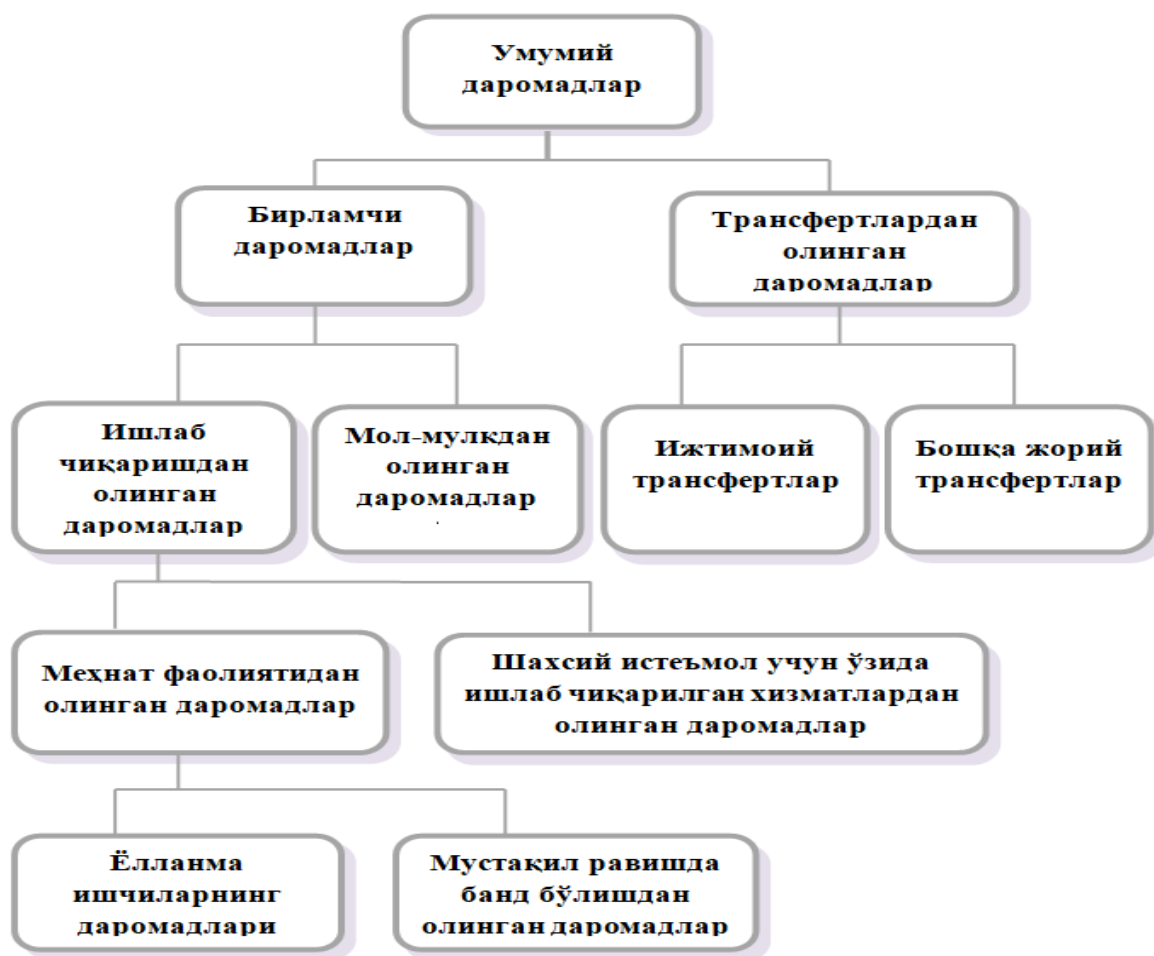 Умумий
даромадлар
Бирламчи
даромадлар
Трансфертлардан
олинган
даромадлар
Ишлаб
чиқаришдан
олинган
даромадлар
Мол-мулкдан
олинган
даромадлар
Ижтимоий
трансфертлар
Бошқа жорий
трансфертлар
Меҳнат фаолиятидан
олинган даромадлар
Шахсий истеъмол учун ўзида
ишлаб чиқарилган хизматлардан
олинган даромадлар
Ёлланма
ишчиларнинг
даромадлари
Мустақил равишда
банд бўлишдан
олинган даромадлар